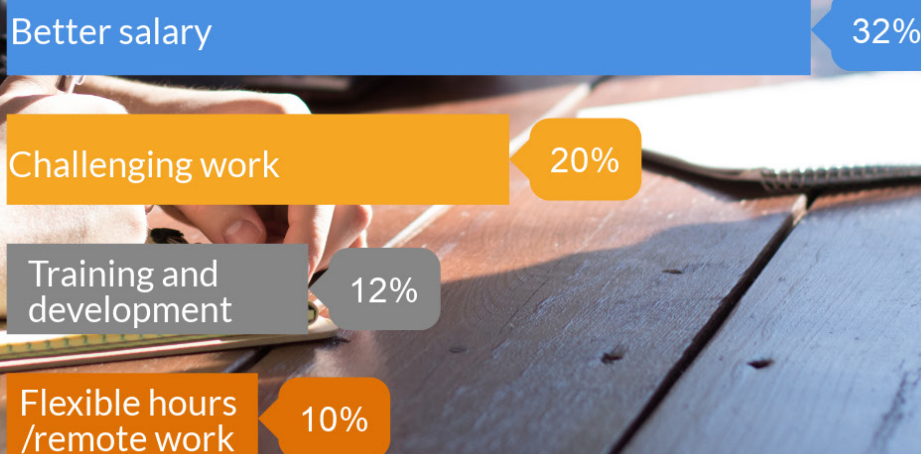 Better salary
32%
Challenging work
20%
Training and
development
12%
Flexible hours
/remote work
10%